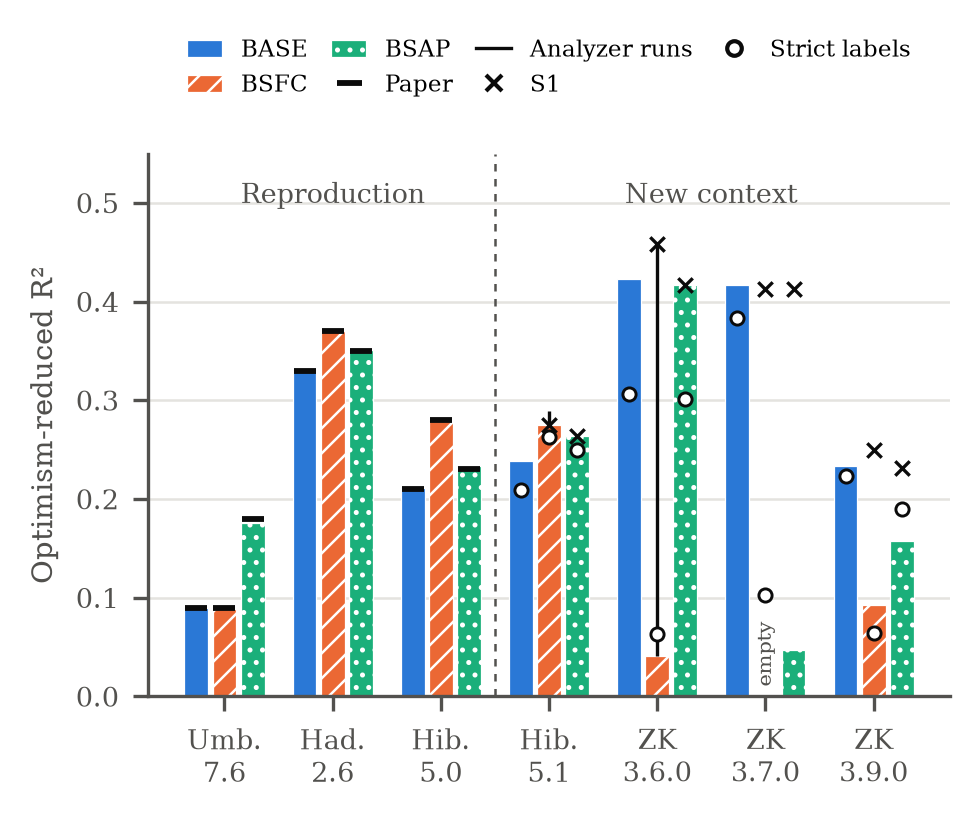 BASE BSAP Analyzer runs Strict labels
BSFC Paper S1
Reproduction New context
Optimism-reduced R²
0.5
0.4
0.3
0.2
0.1
0.0
empty
Umb. Had. Hib. Hib. ZK ZK ZK
7.6 2.6 5.0 5.1 3.6.0 3.7.0 3.9.0